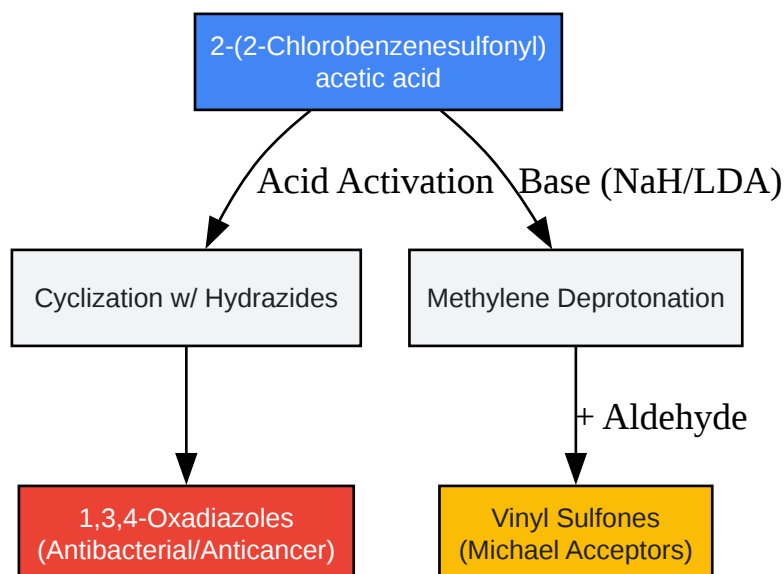 2-(2-Chlorobenzenesulfonyl)
acetic acid
Acid Activation
Base (NaH/LDA)
Cyclization w/ Hydrazides
Methylene Deprotonation
+ Aldehyde
1,3,4-Oxadiazoles
(Antibacterial/Anticancer)
Vinyl Sulfones
(Michael Acceptors)